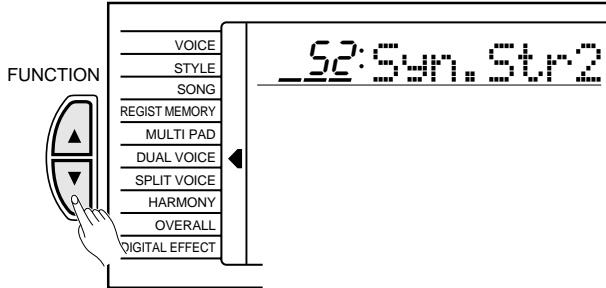 FUNCTION
VOICE
STYLE
SONG
REGIST MEMORY
MULTI PAD
DUAL VOICE
SPLIT VOICE
HARMONY
OVERALL
DIGITAL EFFECT
_52:Syn.Str2